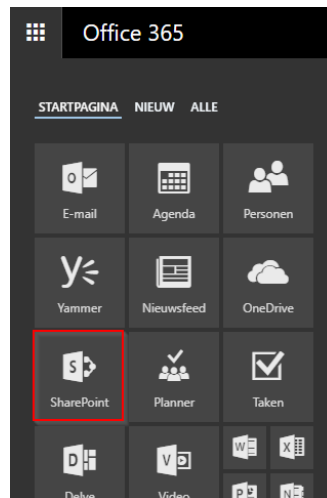 Office 365
STARTPAGINA NIEUW ALLE
E-mail Agenda Personen
Yammer Nieuwsfeed OneDrive
SharePoint Planner Taken
Delve Video